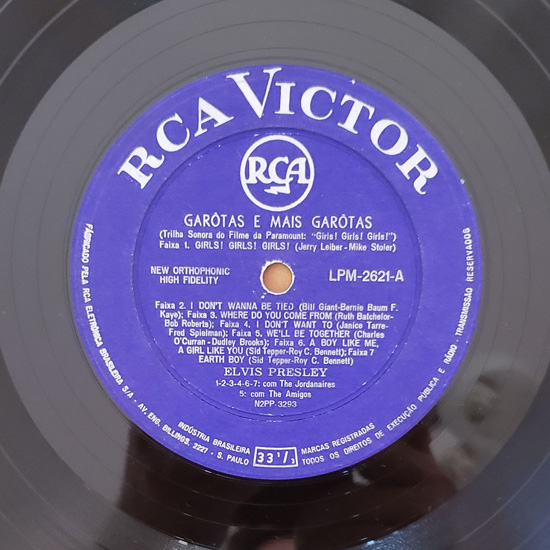 RCA VICTOR
RCA
GARÔTAS E MAIS GARÔTAS
(Trilha Sonora do Filme da Paramount: "Girls! Girls! Girls!")
Faixa 1. GIRLS! GIRLS! GIRLS! (Jerry Leiber-Mike Stoler)
NEW ORTHOPHONIC
HIGH FIDELITY
LPM-2621-A
Faixa 2. I DON'T WANNA BE TIED (Bill Giant-Bernie Baum F.
Kaye); Faixa 3. WHERE DO YOU COME FROM (Ruth Batchelor-
Bob Roberts); Faixa 4. I DON'T WANT TO (Janice Tarre-
Fred Spielman); Faixa 5. WE'LL BE TOGETHER (Charles
O'Curran-Dudley Brooks); Faixa 6. A BOY LIKE ME,
A GIRL LIKE YOU (Sid Tepper-Roy C. Bennett); Faixa 7
EARTH BOY (Sid Tepper-Roy C. Bennett)
ELVIS PRESLEY
1-2-3-4-6-7: com The Jordanaires
5: com The Amigos
N2PP-3293
FABRICADO PELA RCA ELETRÔNICA BRASILEIRA S/A - AV. ENG. BILLINGS, 2227 - S. PAULO
INDÚSTRIA BRASILEIRA
33 1/3
MARCAS REGISTRADAS
TODOS OS DIREITOS DE EXECUÇÃO PUBLICA E RÁDIO / TRANSMISSÃO RESERVADOS